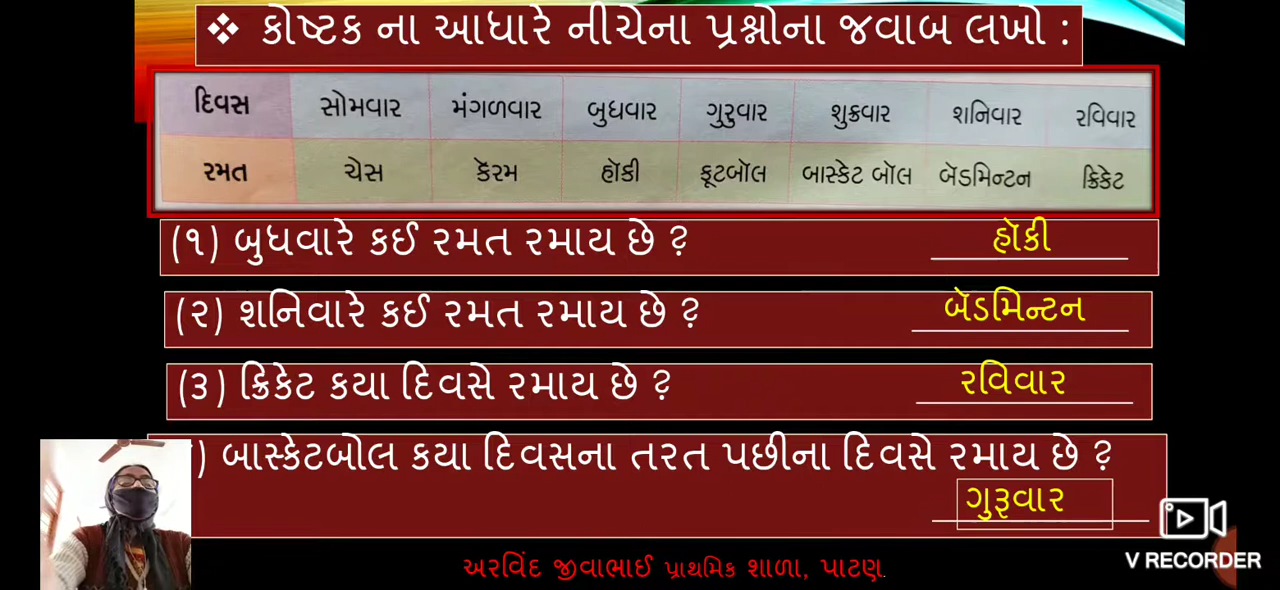 ❖ કોષ્ટક ના આધારે નીચેના પ્રશ્નોના જવાબ લખો :
દિવસ સોમવાર મંગળવાર બુધવાર ગુરુવાર શુક્રવાર શનિવાર રવિવાર
રમત ચેસ કૅરમ હૉકી ફૂટબૉલ બાસ્કેટ બૉલ બૅડમિન્ટન ક્રિકેટ
(૧) બુધવારે કઈ રમત રમાય છે ? હૉકી
(૨) શનિવારે કઈ રમત રમાય છે ? બૅડમિન્ટન
(૩) ક્રિકેટ કયા દિવસે રમાય છે ? રવિવાર
) બાસ્કેટબોલ કયા દિવસના તરત પછીના દિવસે રમાય છે ?
ગુરૂવાર
V RECORDER
અરવિંદ જીવાભાઈ પ્રાથમિક શાળા, પાટણ.